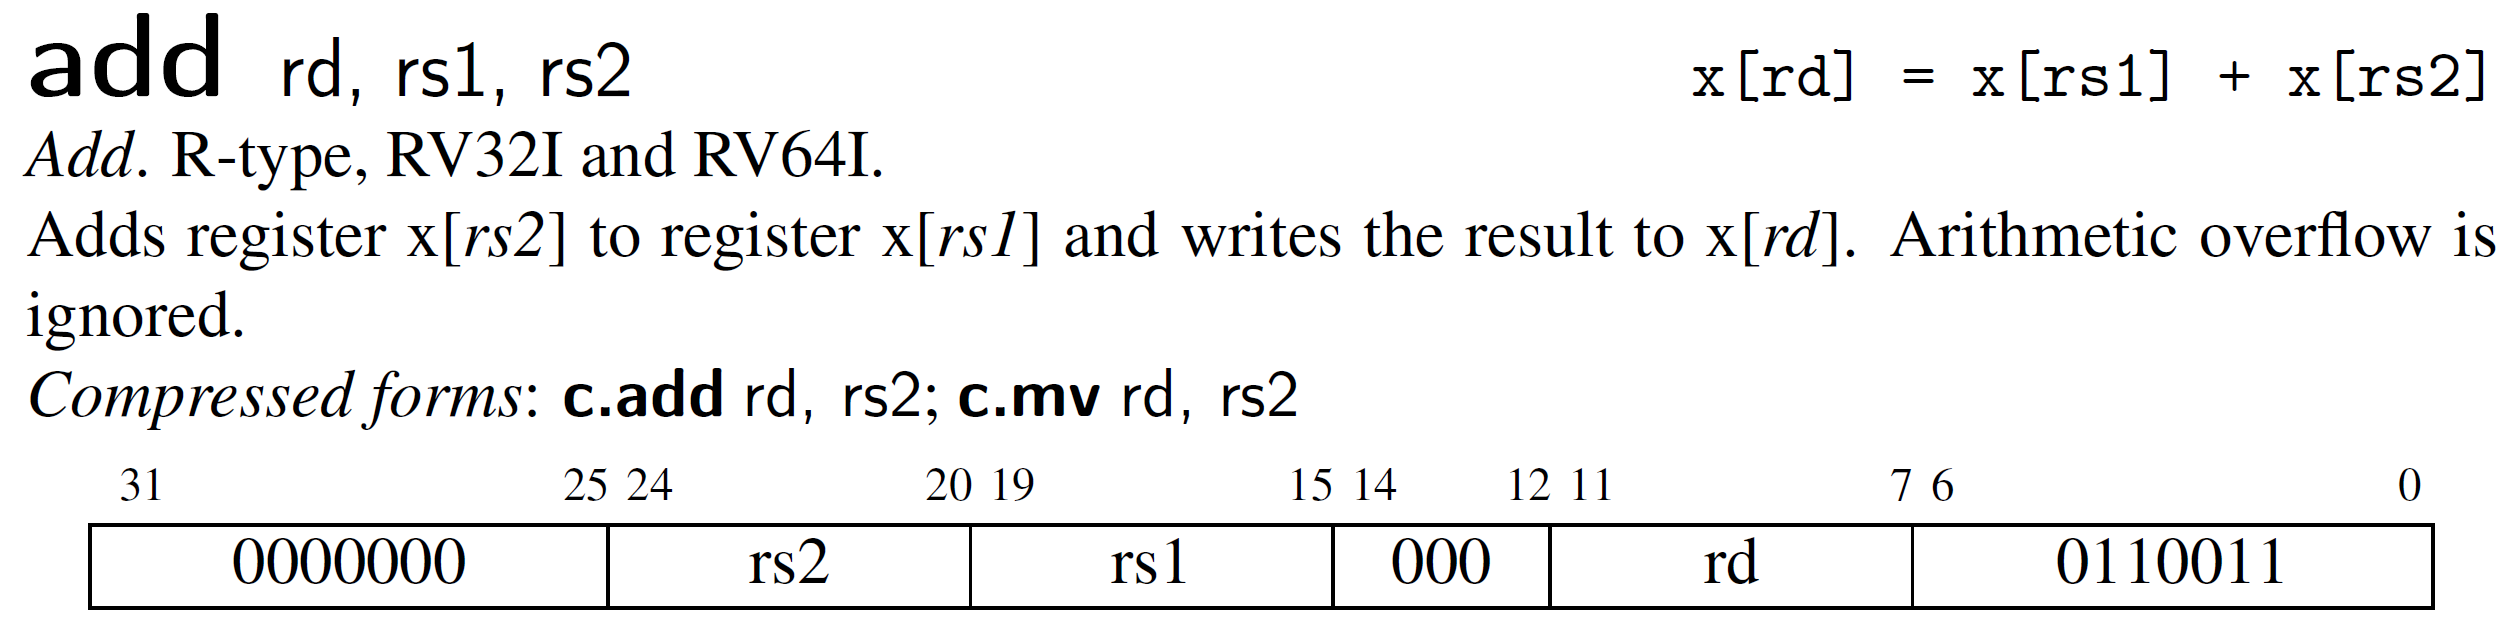 add rd, rs1, rs2 x[rd] = x[rs1] + x[rs2]
Add. R-type, RV32I and RV64I.
Adds register x[rs2] to register x[rs1] and writes the result to x[rd]. Arithmetic overflow is
ignored.
Compressed forms: c.add rd, rs2; c.mv rd, rs2
31 25 24 20 19 15 14 12 11 7 6 0
0000000 rs2 rs1 000 rd 0110011